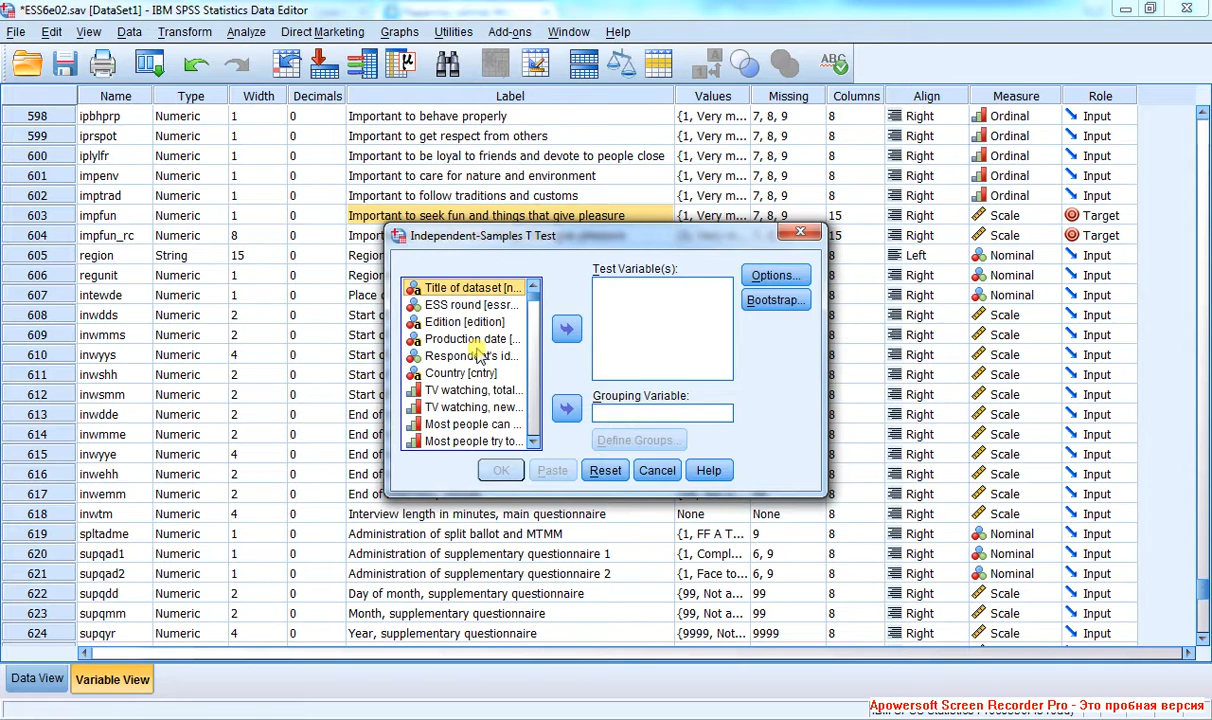 *ESS6e02.sav [DataSet1] - IBM SPSS Statistics Data Editor
File Edit View Data Transform Analyze Direct Marketing Graphs Utilities Add-ons Window Help
Name Type Width Decimals Label Values Missing Columns Align Measure Role
598 ipbhprp Numeric 1 0 Important to behave properly {1, Very m... 7, 8, 9 8 Right Ordinal Input
599 iprspot Numeric 1 0 Important to get respect from others {1, Very m... 7, 8, 9 8 Right Ordinal Input
600 iplylfr Numeric 1 0 Important to be loyal to friends and devote to people close {1, Very m... 7, 8, 9 8 Right Ordinal Input
601 impenv Numeric 1 0 Important to care for nature and environment {1, Very m... 7, 8, 9 8 Right Ordinal Input
602 imptrad Numeric 1 0 Important to follow traditions and customs {1, Very m... 7, 8, 9 8 Right Ordinal Input
603 impfun Numeric 1 0 Important to seek fun and things that give pleasure {1, Very m... 7, 8, 9 15 Right Scale Target
604 impfun_rc Numeric 8 0 15 Right Scale Target
605 region String 15 0 8 Left Nominal Input
606 regunit Numeric 1 0 8 Right Nominal Input
607 intewde Numeric 1 0 Place 8 Right Nominal Input
608 inwdds Numeric 2 0 Start 8 Right Scale Input
609 inwmms Numeric 2 0 Start 8 Right Scale Input
610 inwyys Numeric 4 0 Start 8 Right Scale Input
611 inwshh Numeric 2 0 Start 8 Right Scale Input
612 inwsmm Numeric 2 0 Start 8 Right Scale Input
613 inwdde Numeric 2 0 End of 8 Right Scale Input
614 inwmme Numeric 2 0 End of 8 Right Scale Input
615 inwyye Numeric 4 0 End of 8 Right Scale Input
616 inwehh Numeric 2 0 End of 8 Right Scale Input
617 inwemm Numeric 2 0 End of 8 Right Scale Input
618 inwtm Numeric 4 0 Interview length in minutes, main questionnaire None None 8 Right Scale Input
619 spltadme Numeric 1 0 Administration of split ballot and MTMM {1, FF A T... 9 8 Right Nominal Input
620 supqad1 Numeric 1 0 Administration of supplementary questionnaire 1 {1, Compl... 6, 9 8 Right Nominal Input
621 supqad2 Numeric 1 0 Administration of supplementary questionnaire 2 {1, Face to... 6, 9 8 Right Nominal Input
622 supqdd Numeric 2 0 Day of month, supplementary questionnaire {99, Not a... 99 8 Right Scale Input
623 supqmm Numeric 2 0 Month, supplementary questionnaire {99, Not a... 99 8 Right Scale Input
624 supqyr Numeric 4 0 Year, supplementary questionnaire {9999, Not... 9999 8 Right Scale Input
Independent-Samples T Test
Title of dataset [n...
ESS round [essr...
Edition [edition]
Production date [...
Respondent's id...
Country [cntry]
TV watching, total...
TV watching, new...
Most people can ...
Most people try to...
Test Variable(s):
Grouping Variable:
Define Groups...
Options...
Bootstrap...
OK Paste Reset Cancel Help
Data View Variable View
Apowersoft Screen Recorder Pro - Это пробная версия